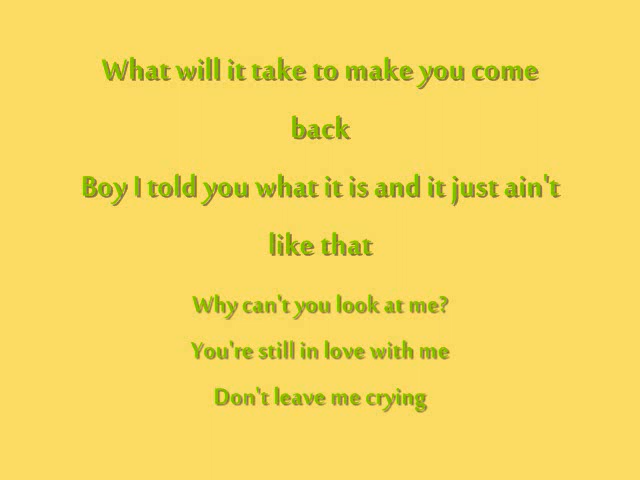 What will it take to make you come
back
Boy I told you what it is and it just ain't
like that
Why can't you look at me?
You're still in love with me
Don't leave me crying